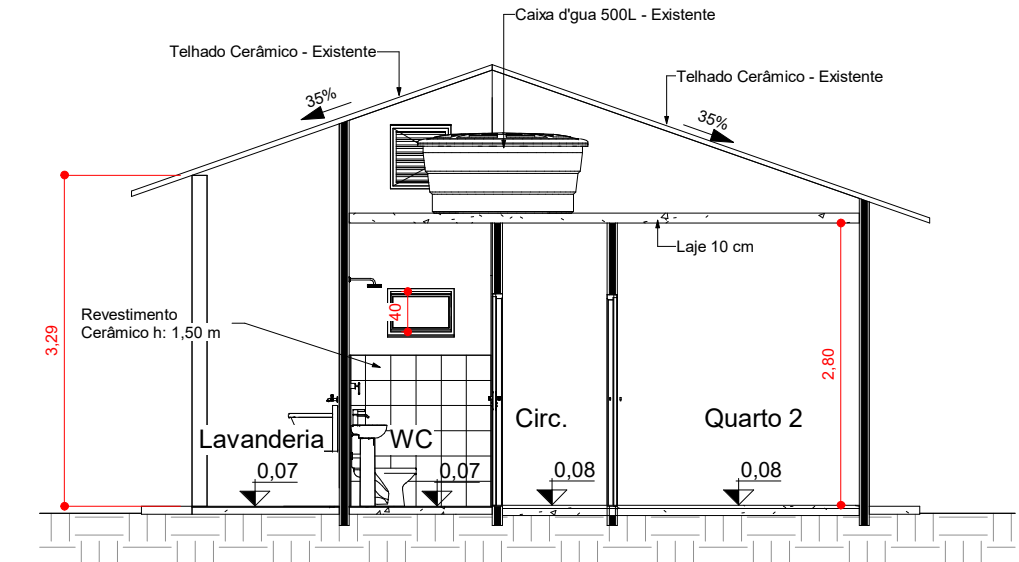 Caixa d'gua 500L - Existente
Telhado Cerâmico - Existente
Telhado Cerâmico - Existente
35%
35%
Laje 10 cm
40
Revestimento
Cerâmico h: 1,50 m
3,29
2,80
Lavanderia
WC
Circ.
Quarto 2
0,07
0,07
0,08
0,08